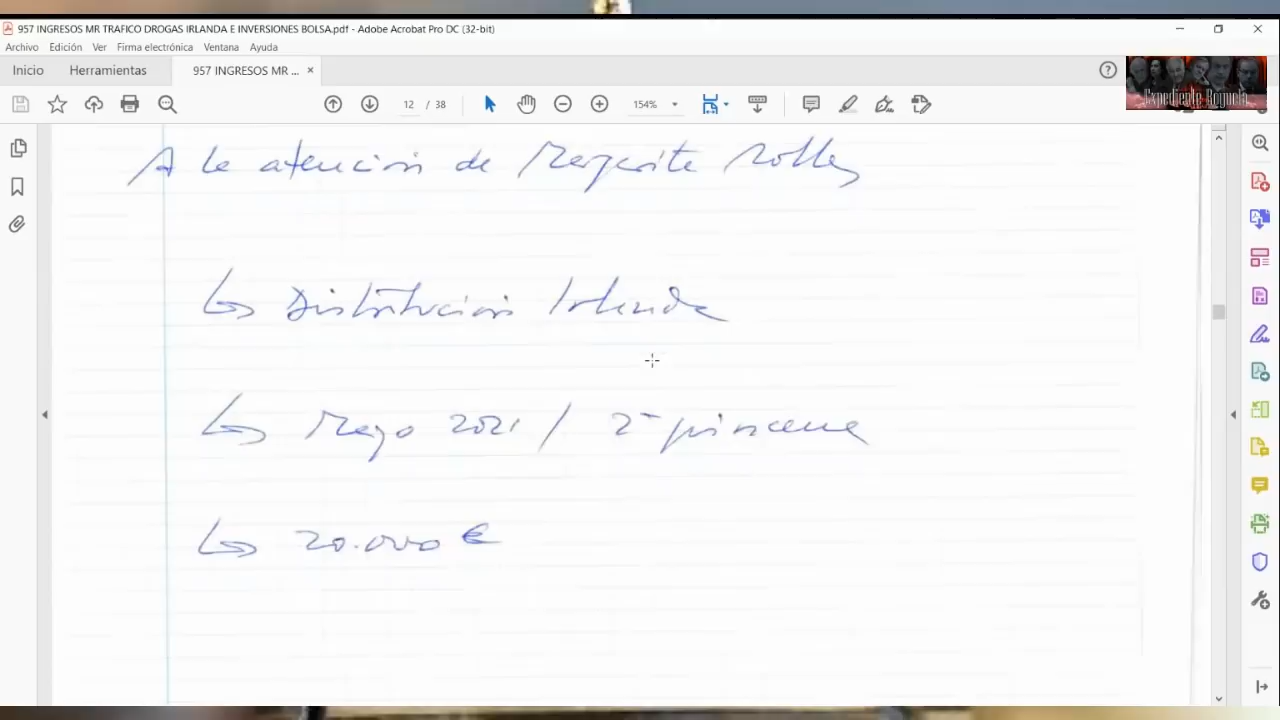 957 INGRESOS MR TRAFICO DROGAS IRLANDA E INVERSIONES BOLSA.pdf - Adobe Acrobat Pro DC (32-bit)
Archivo Edición Ver Firma electrónica Ventana Ayuda
Inicio Herramientas 957 INGRESOS MR ... ×
Expediente Royuela
12 / 38 154%
A la atención de Margarita Robles
Distribución Irlanda
Mayo 2021 / 2ª quincena
20.000 €